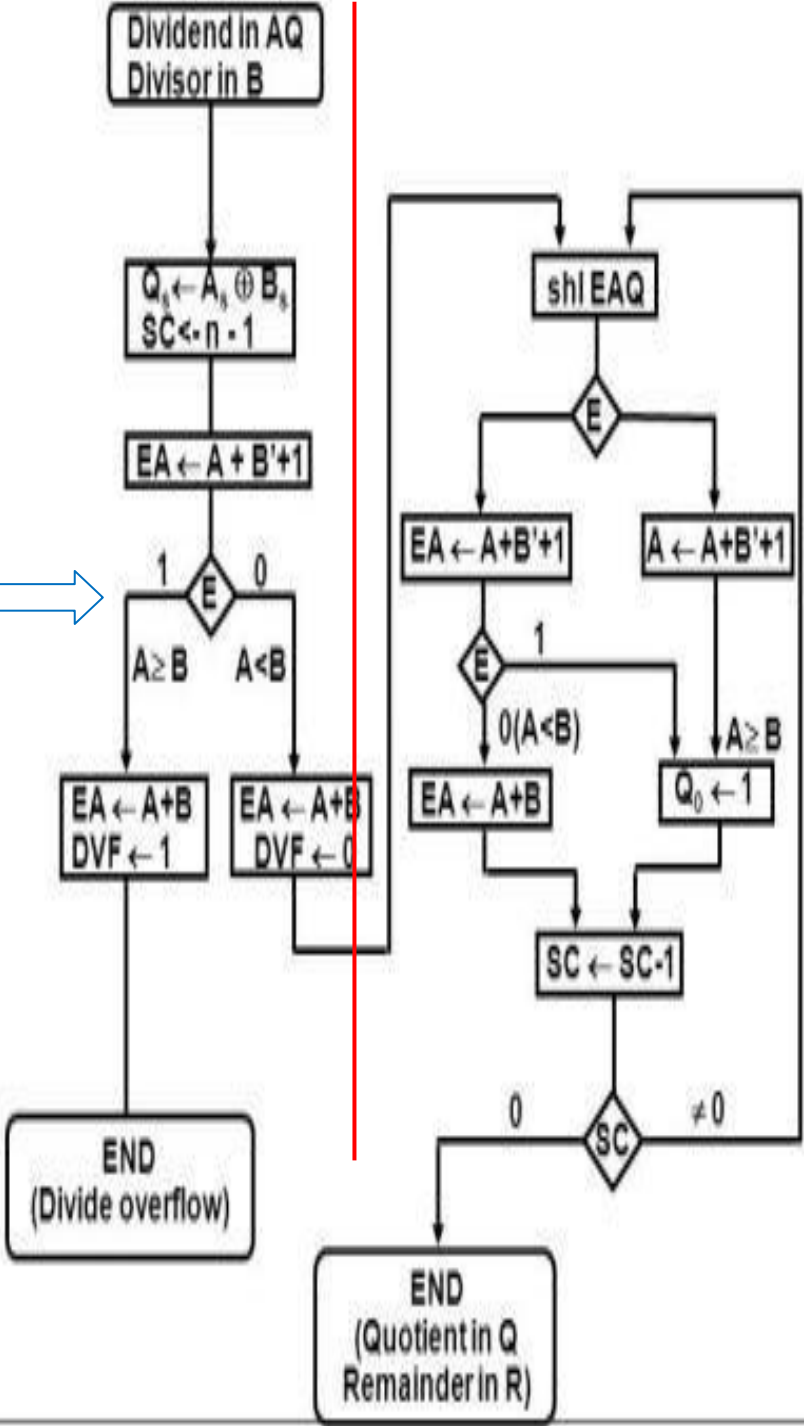 Dividend in AQ
Divisor in B
Qs ← As ⊕ Bs
SC <- n - 1
EA ← A + B'+1
1
E
0
A≥B
A<B
EA ← A+B
DVF ← 1
EA ← A+B
DVF ← 0
END
(Divide overflow)
shl EAQ
E
EA ← A+B'+1
A ← A+B'+1
E
1
0(A<B)
A≥B
EA ← A+B
Q0 ← 1
SC ← SC-1
0
SC
≠0
END
(Quotient in Q
Remainder in R)